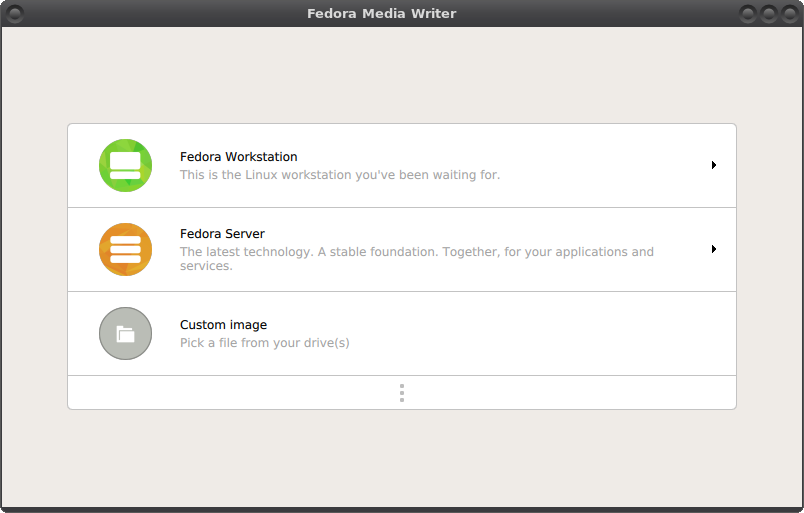 Fedora Media Writer
Fedora Workstation
This is the Linux workstation you've been waiting for.
Fedora Server
The latest technology. A stable foundation. Together, for your applications and
services.
Custom image
Pick a file from your drive(s)